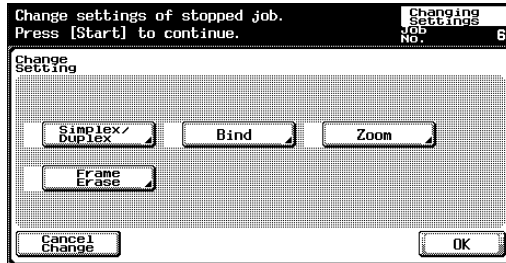 Change settings of stopped job.
Press [Start] to continue.
Changing
Settings
Job
No. 6
Change
Setting
Simplex/
Duplex
Bind
Zoom
Frame
Erase
Cancel
Change
OK